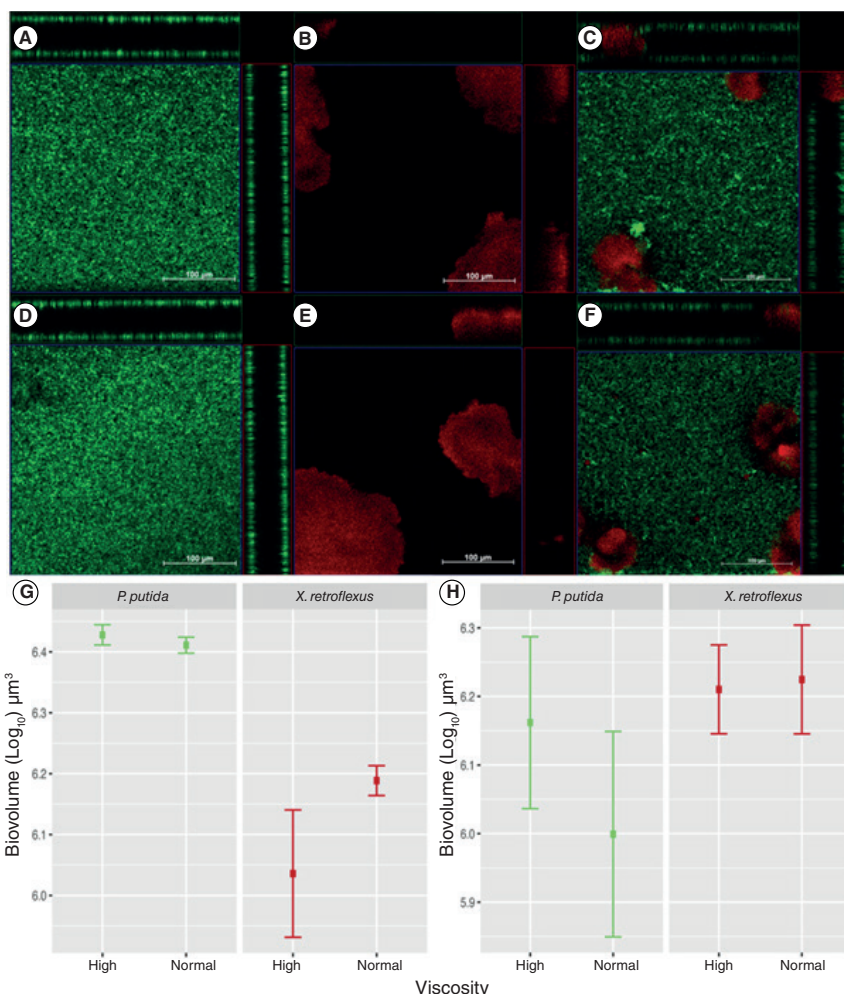 A
B
C
100 µm
100 µm
D
E
F
100 µm
100 µm
100 µm
G
H
P. putida
X. retroflexus
P. putida
X. retroflexus
Biovolume (Log10) µm3
6.4
6.3
6.2
6.1
6.0
Biovolume (Log10) µm3
6.3
6.2
6.1
6.0
5.9
High
Normal
High
Normal
High
Normal
High
Normal
Viscosity